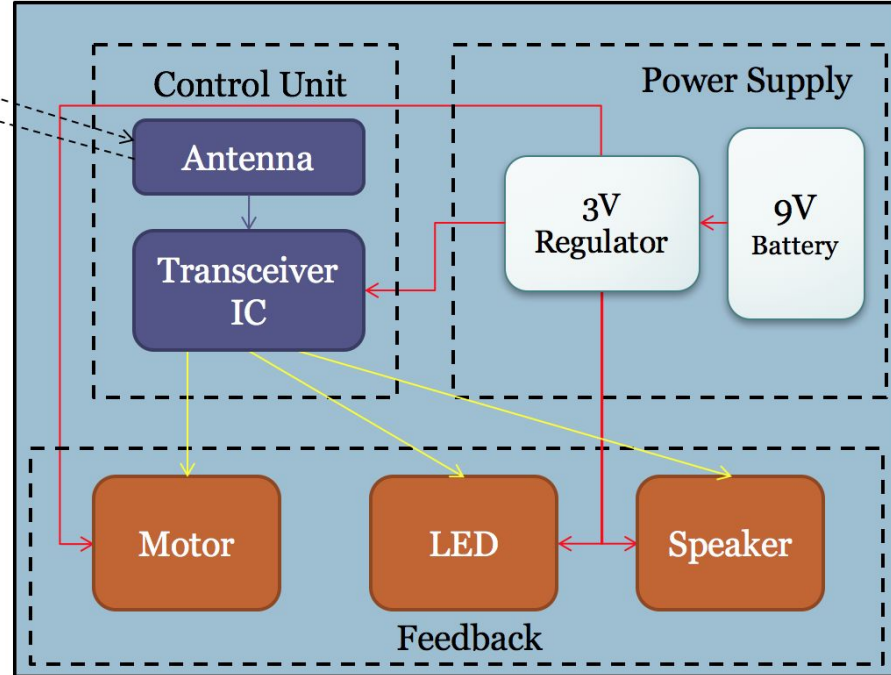 Control Unit
Power Supply
Antenna
3V
Regulator
9V
Battery
Transceiver
IC
Motor
LED
Speaker
Feedback